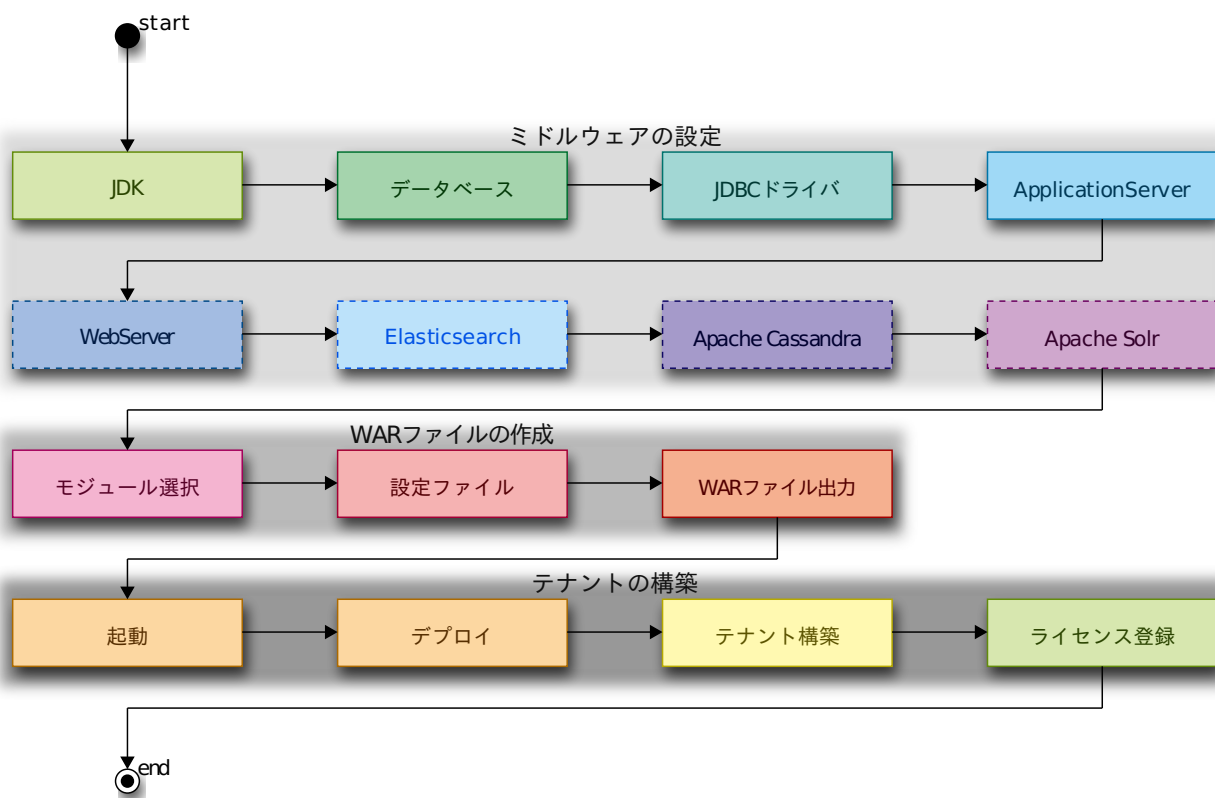 start
ミドルウェアの設定
JDK
データベース
JDBCドライバ
ApplicationServer
WebServer
Elasticsearch
Apache Cassandra
Apache Solr
WARファイルの作成
モジュール選択
設定ファイル
WARファイル出力
テナントの構築
起動
デプロイ
テナント構築
ライセンス登録
end